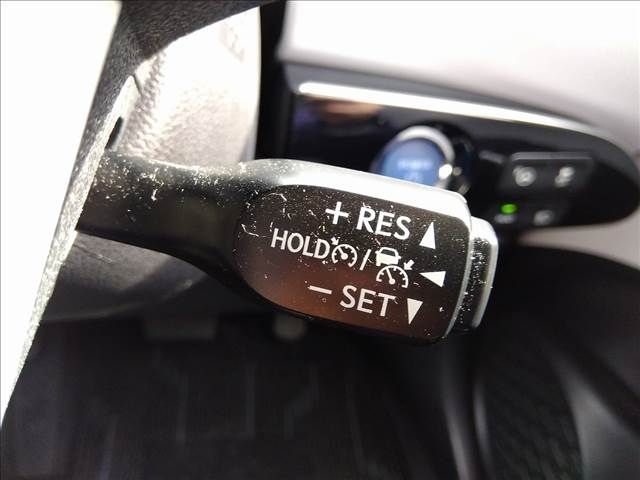 + RES
HOLD /
− SET